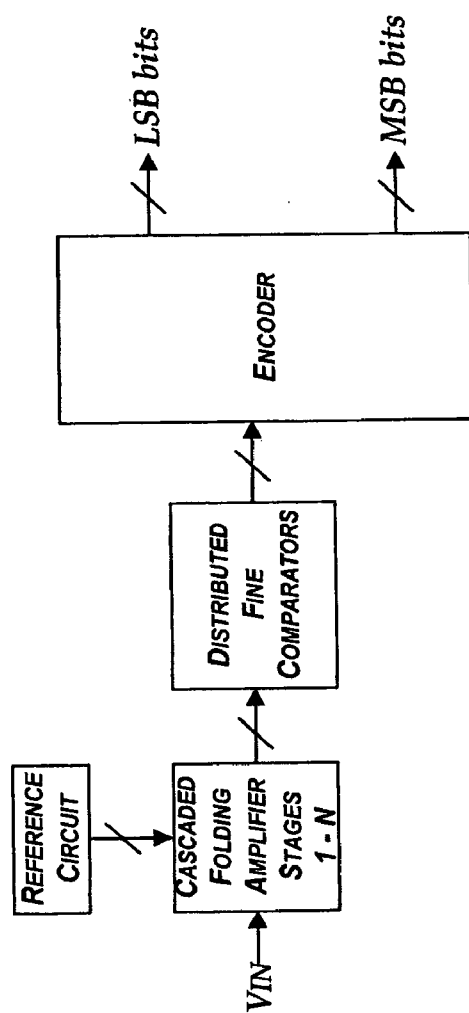 REFERENCE
CIRCUIT
VIN
CASCADED
FOLDING
AMPLIFIER
STAGES
1 - N
DISTRIBUTED
FINE
COMPARATORS
ENCODER
LSB bits
MSB bits